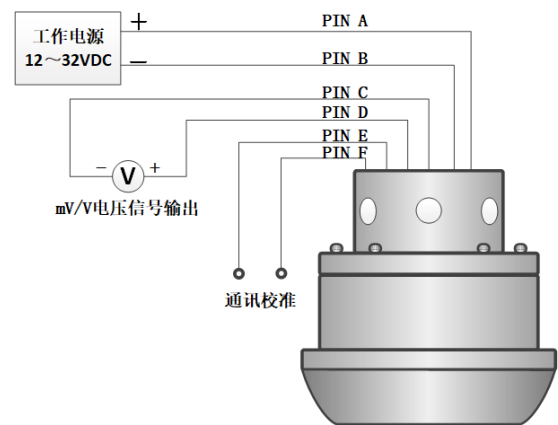 +
PIN A
工作电源
12～32VDC
—
PIN B
PIN C
PIN D
PIN E
PIN F
− V +
mV/V电压信号输出
通讯校准